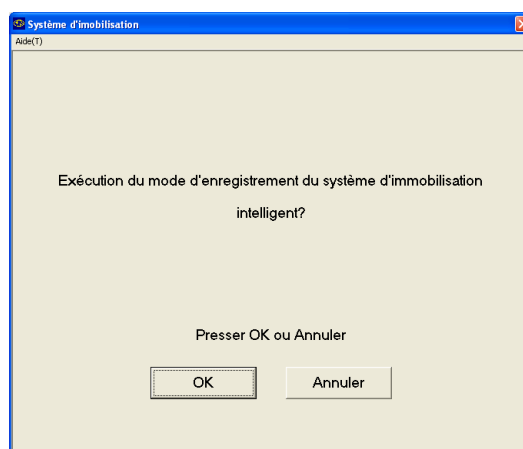 Système d'imobilisation
Aide(T)
Exécution du mode d'enregistrement du système d'immobilisation
intelligent?
Presser OK ou Annuler
OK
Annuler